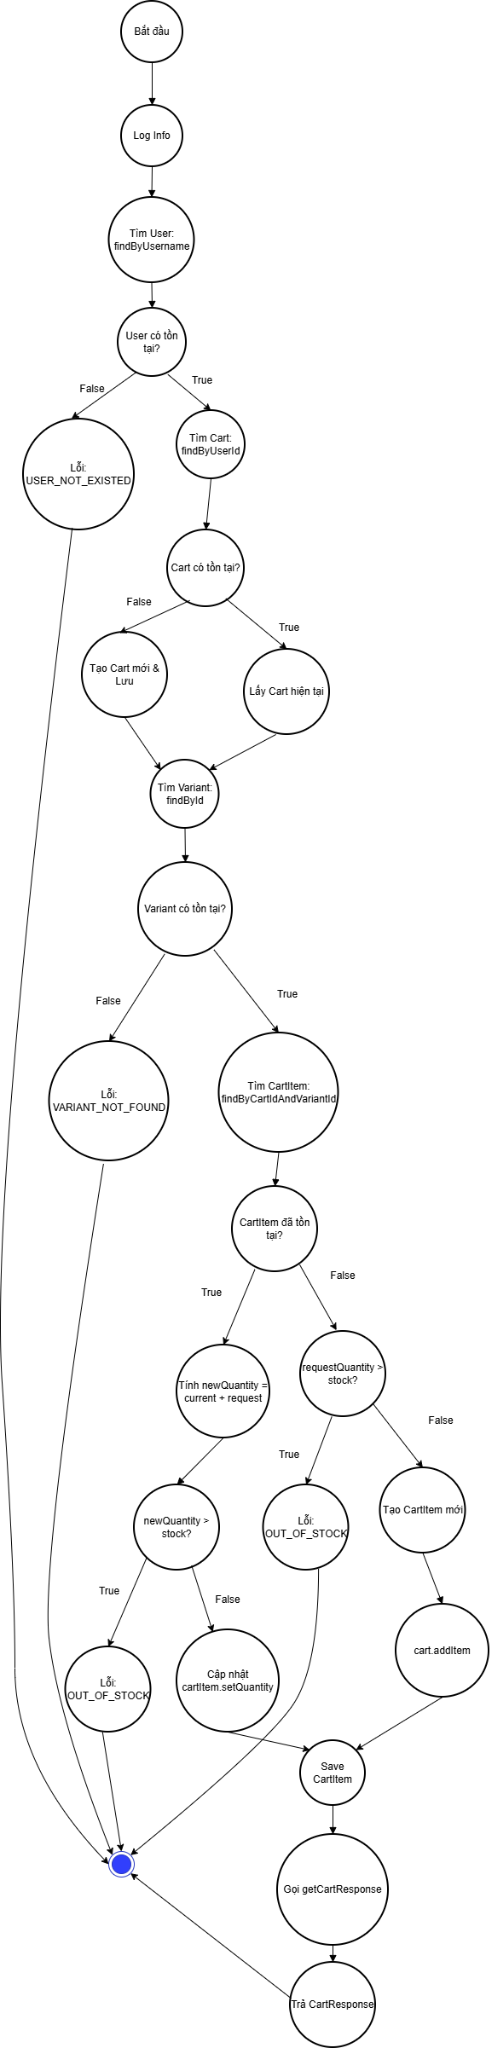 Bắt đầu
Log Info
Tìm User:
findByUsername
User có tồn
tại?
False
True
Lỗi:
USER_NOT_EXISTED
Tìm Cart:
findByUserId
Cart có tồn tại?
False
True
Tạo Cart mới &
Lưu
Lấy Cart hiện tại
Tìm Variant:
findById
Variant có tồn tại?
False
True
Lỗi:
VARIANT_NOT_FOUND
Tìm CartItem:
findByCartIdAndVariantId
CartItem đã tồn
tại?
True
False
Tính newQuantity =
current + request
requestQuantity >
stock?
True
False
newQuantity >
stock?
Lỗi:
OUT_OF_STOCK
Tạo CartItem mới
True
False
Lỗi:
OUT_OF_STOCK
Cập nhật
cartItem.setQuantity
cart.addItem
Save
CartItem
Gọi getCartResponse
Trả CartResponse